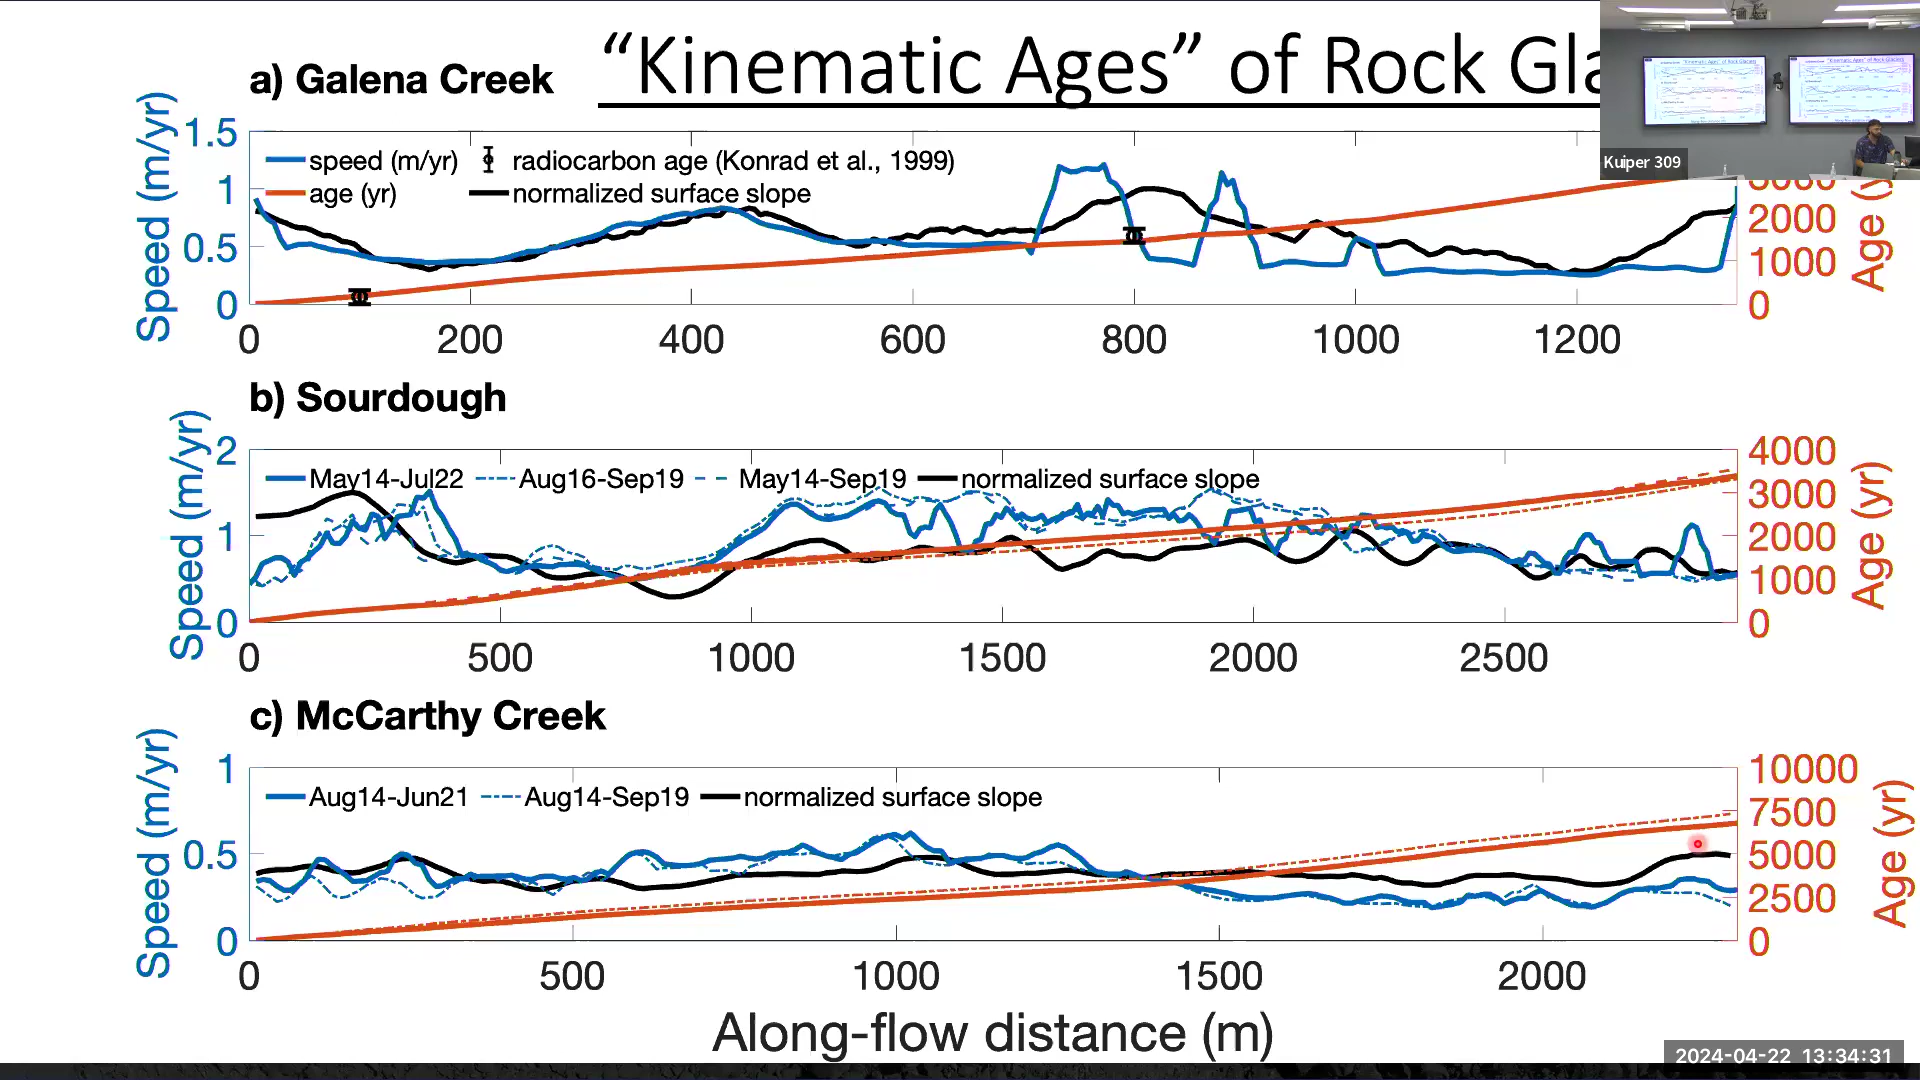 "Kinematic Ages" of Rock Gla
a) Galena Creek
Kuiper 309
Speed (m/yr)
1.5
1
0.5
0
speed (m/yr)
radiocarbon age (Konrad et al., 1999)
age (yr)
normalized surface slope
2000
1000
0
Age (y
0 200 400 600 800 1000 1200
b) Sourdough
Speed (m/yr)
2
1
0
May14-Jul22 Aug16-Sep19 May14-Sep19 normalized surface slope
4000
3000
2000
1000
0
Age (yr)
0 500 1000 1500 2000 2500
c) McCarthy Creek
Speed (m/yr)
1
0.5
0
Aug14-Jun21 Aug14-Sep19 normalized surface slope
10000
7500
5000
2500
0
Age (yr)
0 500 1000 1500 2000
Along-flow distance (m)
2024-04-22 13:34:31